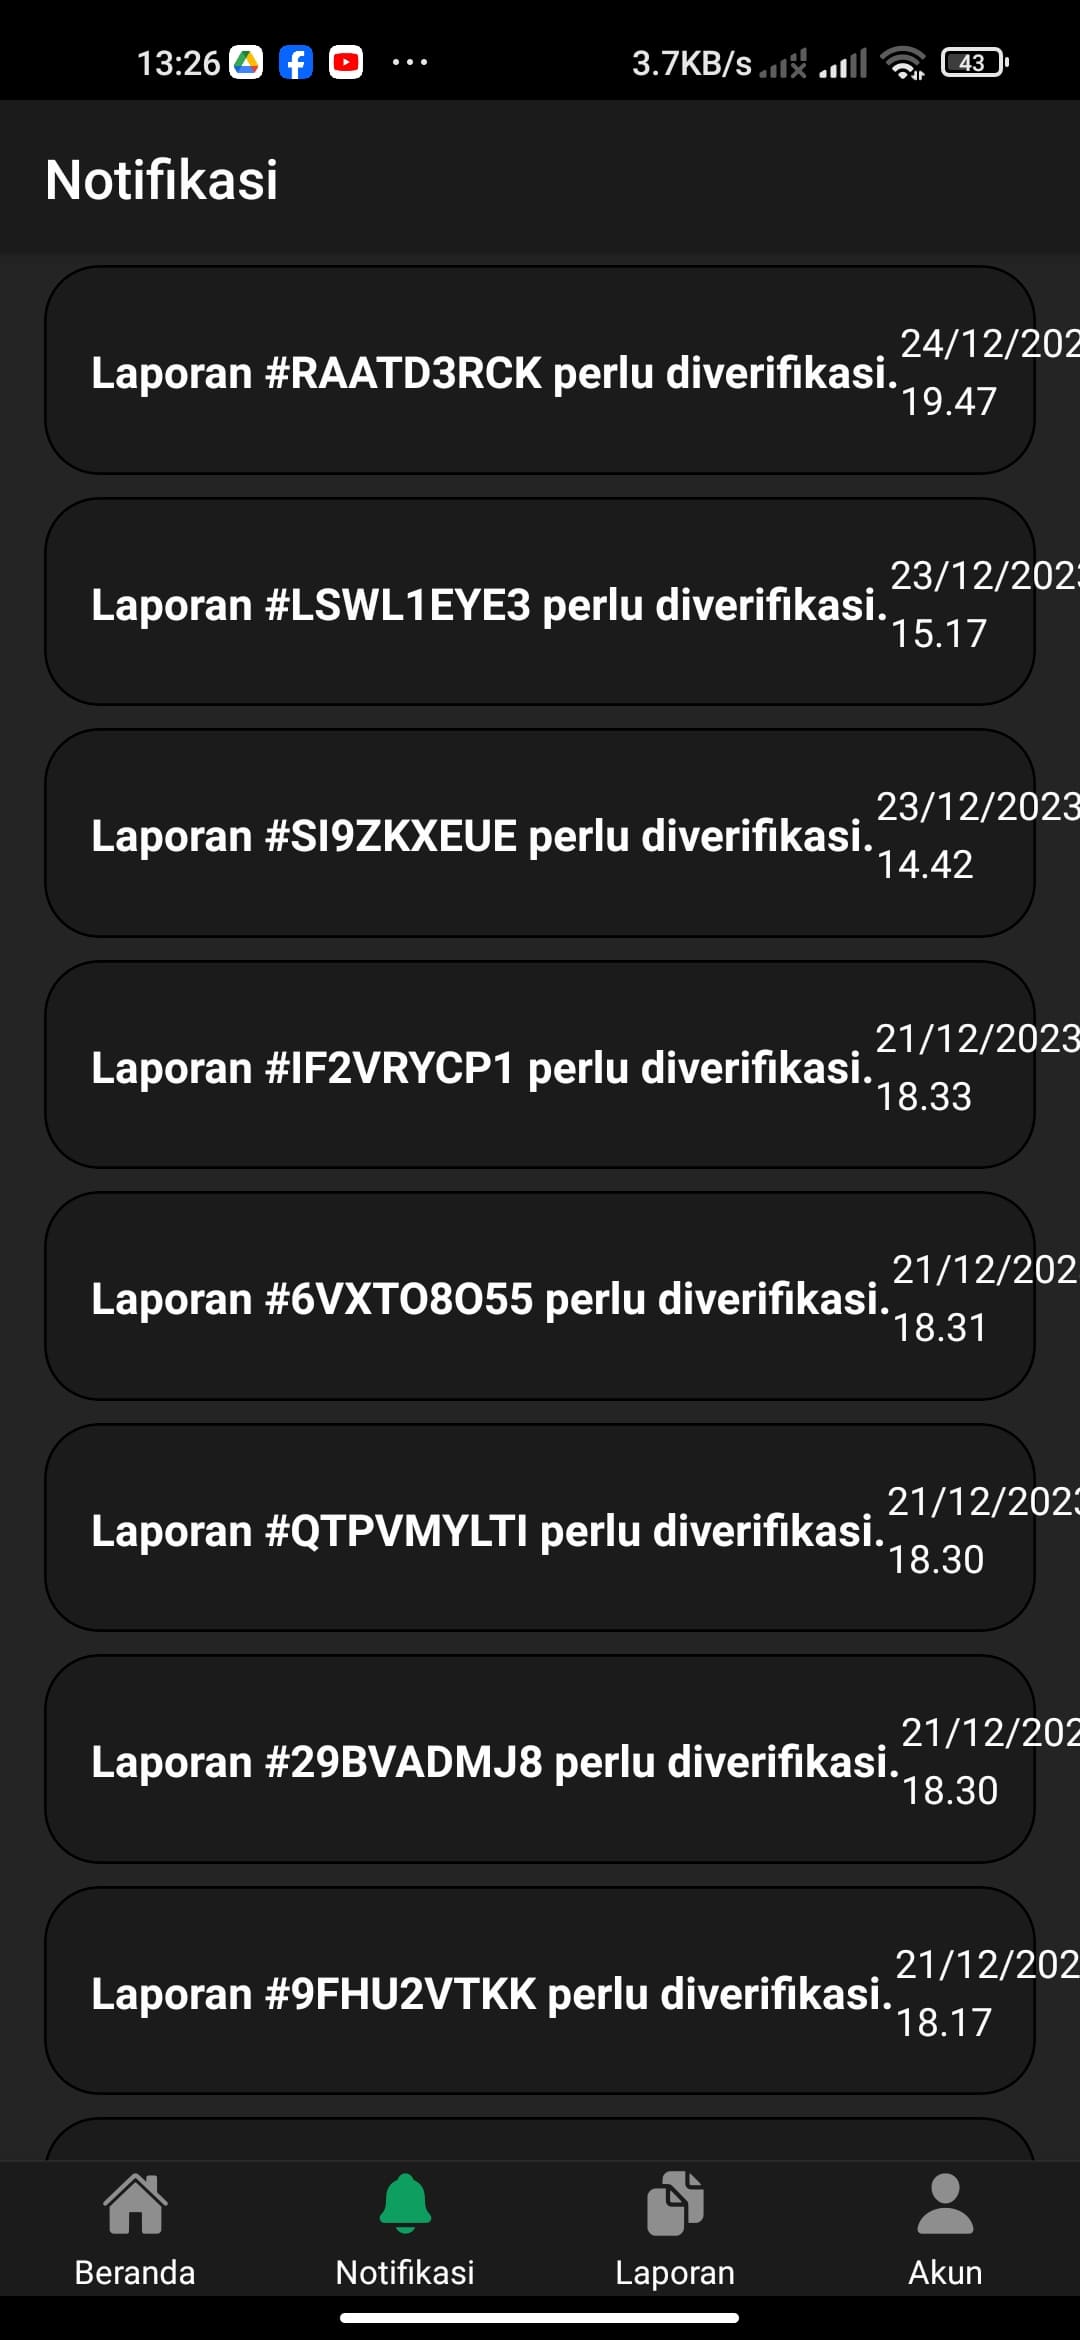 13:26 3.7KB/s 43
Notifikasi
Laporan #RAATD3RCK perlu diverifikasi.
24/12/202
19.47
Laporan #LSWL1EYE3 perlu diverifikasi.
23/12/202
15.17
Laporan #SI9ZKXEUE perlu diverifikasi.
23/12/2023
14.42
Laporan #IF2VRYCP1 perlu diverifikasi.
21/12/2023
18.33
Laporan #6VXTO8O55 perlu diverifikasi.
21/12/202
18.31
Laporan #QTPVMYLTI perlu diverifikasi.
21/12/202
18.30
Laporan #29BVADMJ8 perlu diverifikasi.
21/12/202
18.30
Laporan #9FHU2VTKK perlu diverifikasi.
21/12/202
18.17
Beranda Notifikasi Laporan Akun